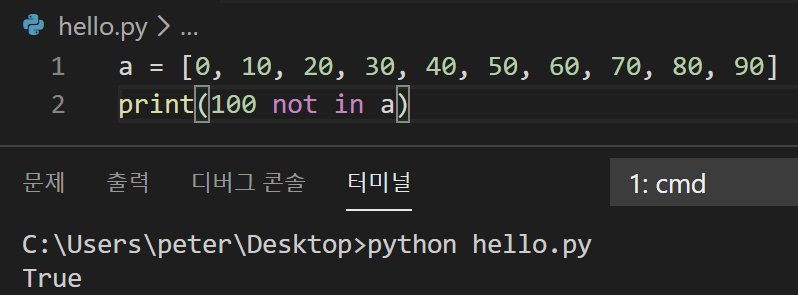 hello.py > ...
1 a = [0, 10, 20, 30, 40, 50, 60, 70, 80, 90]
2 print(100 not in a)
문제 출력 디버그 콘솔 터미널 1: cmd
C:\Users\peter\Desktop>python hello.py
True